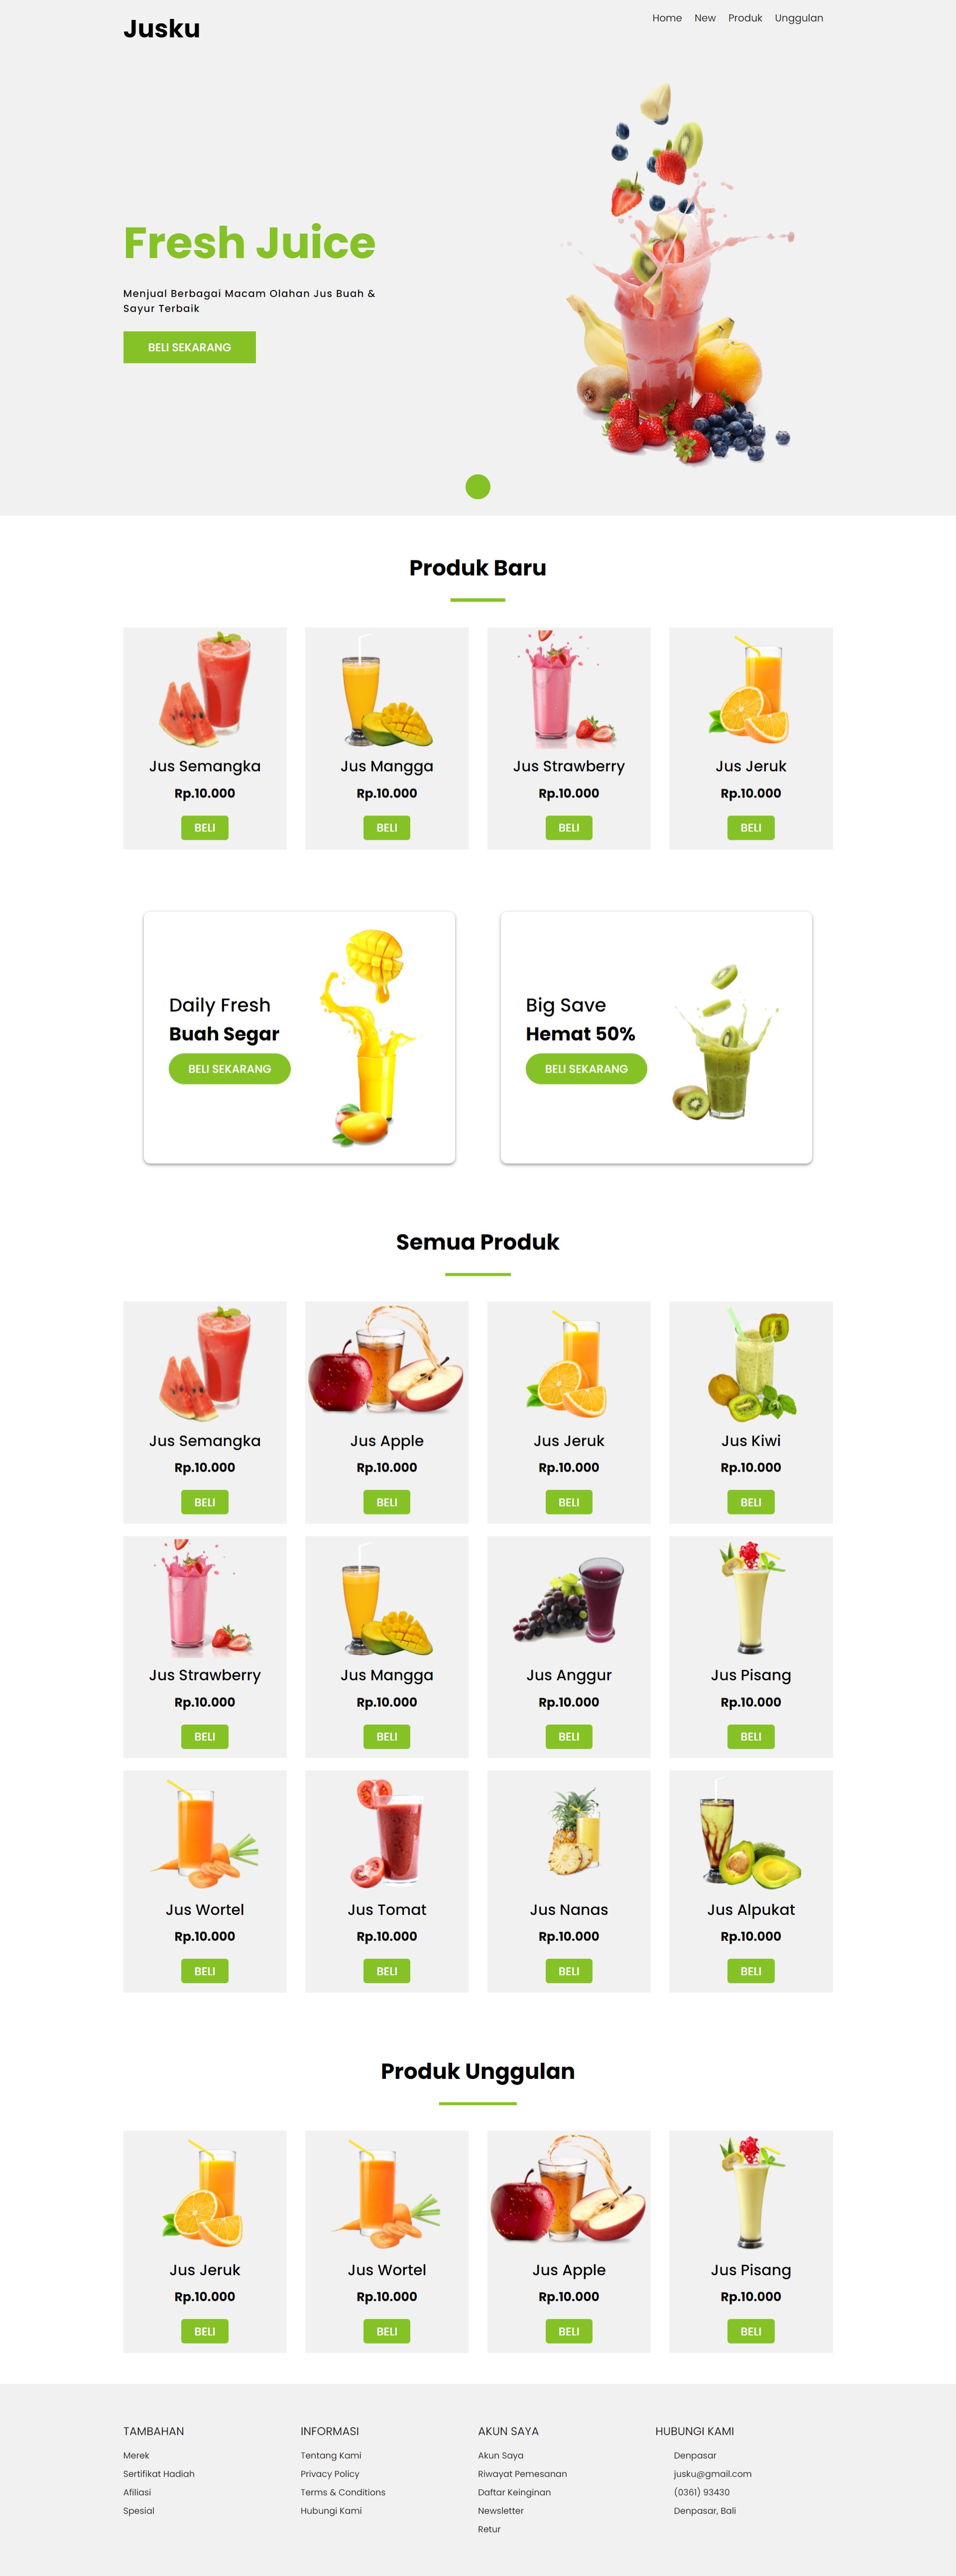 Jusku
Home New Produk Unggulan
Fresh Juice
Menjual Berbagai Macam Olahan Jus Buah &
Sayur Terbaik
BELI SEKARANG
Produk Baru
Jus Semangka
Rp.10.000
BELI
Jus Mangga
Rp.10.000
BELI
Jus Strawberry
Rp.10.000
BELI
Jus Jeruk
Rp.10.000
BELI
Daily Fresh
Buah Segar
BELI SEKARANG
Big Save
Hemat 50%
BELI SEKARANG
Semua Produk
Jus Semangka
Rp.10.000
BELI
Jus Apple
Rp.10.000
BELI
Jus Jeruk
Rp.10.000
BELI
Jus Kiwi
Rp.10.000
BELI
Jus Strawberry
Rp.10.000
BELI
Jus Mangga
Rp.10.000
BELI
Jus Anggur
Rp.10.000
BELI
Jus Pisang
Rp.10.000
BELI
Jus Wortel
Rp.10.000
BELI
Jus Tomat
Rp.10.000
BELI
Jus Nanas
Rp.10.000
BELI
Jus Alpukat
Rp.10.000
BELI
Produk Unggulan
Jus Jeruk
Rp.10.000
BELI
Jus Wortel
Rp.10.000
BELI
Jus Apple
Rp.10.000
BELI
Jus Pisang
Rp.10.000
BELI
TAMBAHAN
Merek
Sertifikat Hadiah
Afiliasi
Spesial
INFORMASI
Tentang Kami
Privacy Policy
Terms & Conditions
Hubungi Kami
AKUN SAYA
Akun Saya
Riwayat Pemesanan
Daftar Keinginan
Newsletter
Retur
HUBUNGI KAMI
Denpasar
jusku@gmail.com
(0361) 93430
Denpasar, Bali